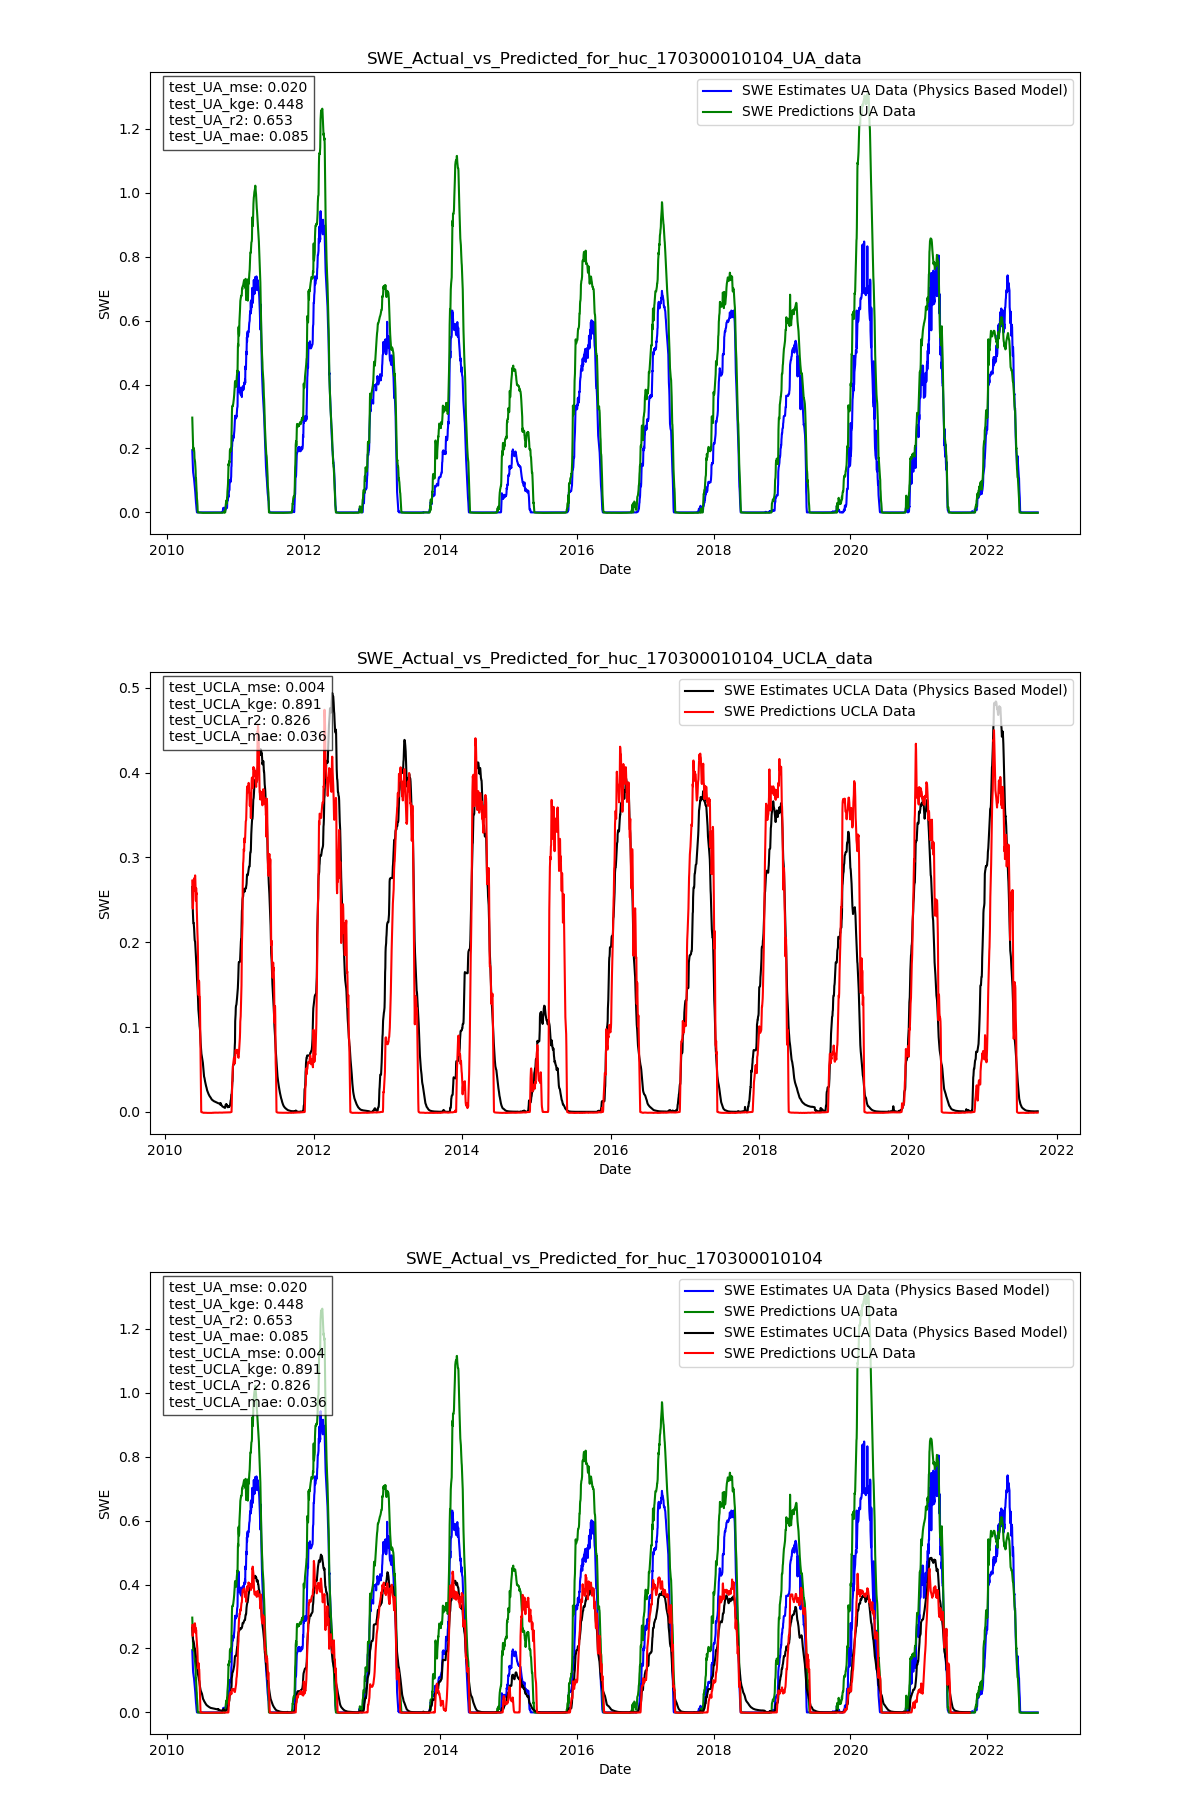 SWE_Actual_vs_Predicted_for_huc_170300010104_UA_data
test_UA_mse: 0.020
test_UA_kge: 0.448
test_UA_r2: 0.653
test_UA_mae: 0.085
SWE Estimates UA Data (Physics Based Model)
SWE Predictions UA Data
1.2
1.0
0.8
0.6
0.4
0.2
0.0
SWE
2010 2012 2014 2016 2018 2020 2022
Date
SWE_Actual_vs_Predicted_for_huc_170300010104_UCLA_data
test_UCLA_mse: 0.004
test_UCLA_kge: 0.891
test_UCLA_r2: 0.826
test_UCLA_mae: 0.036
SWE Estimates UCLA Data (Physics Based Model)
SWE Predictions UCLA Data
0.5
0.4
0.3
0.2
0.1
0.0
SWE
2010 2012 2014 2016 2018 2020 2022
Date
SWE_Actual_vs_Predicted_for_huc_170300010104
test_UA_mse: 0.020
test_UA_kge: 0.448
test_UA_r2: 0.653
test_UA_mae: 0.085
test_UCLA_mse: 0.004
test_UCLA_kge: 0.891
test_UCLA_r2: 0.826
test_UCLA_mae: 0.036
SWE Estimates UA Data (Physics Based Model)
SWE Predictions UA Data
SWE Estimates UCLA Data (Physics Based Model)
SWE Predictions UCLA Data
1.2
1.0
0.8
0.6
0.4
0.2
0.0
SWE
2010 2012 2014 2016 2018 2020 2022
Date